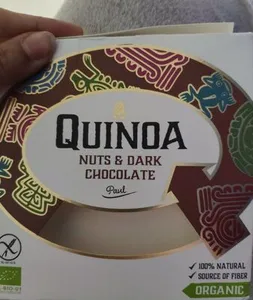 QUINOA
NUTS & DARK
CHOCOLATE
Paul
✓ 100% NATURAL
✓ SOURCE OF FIBER
ORGANIC